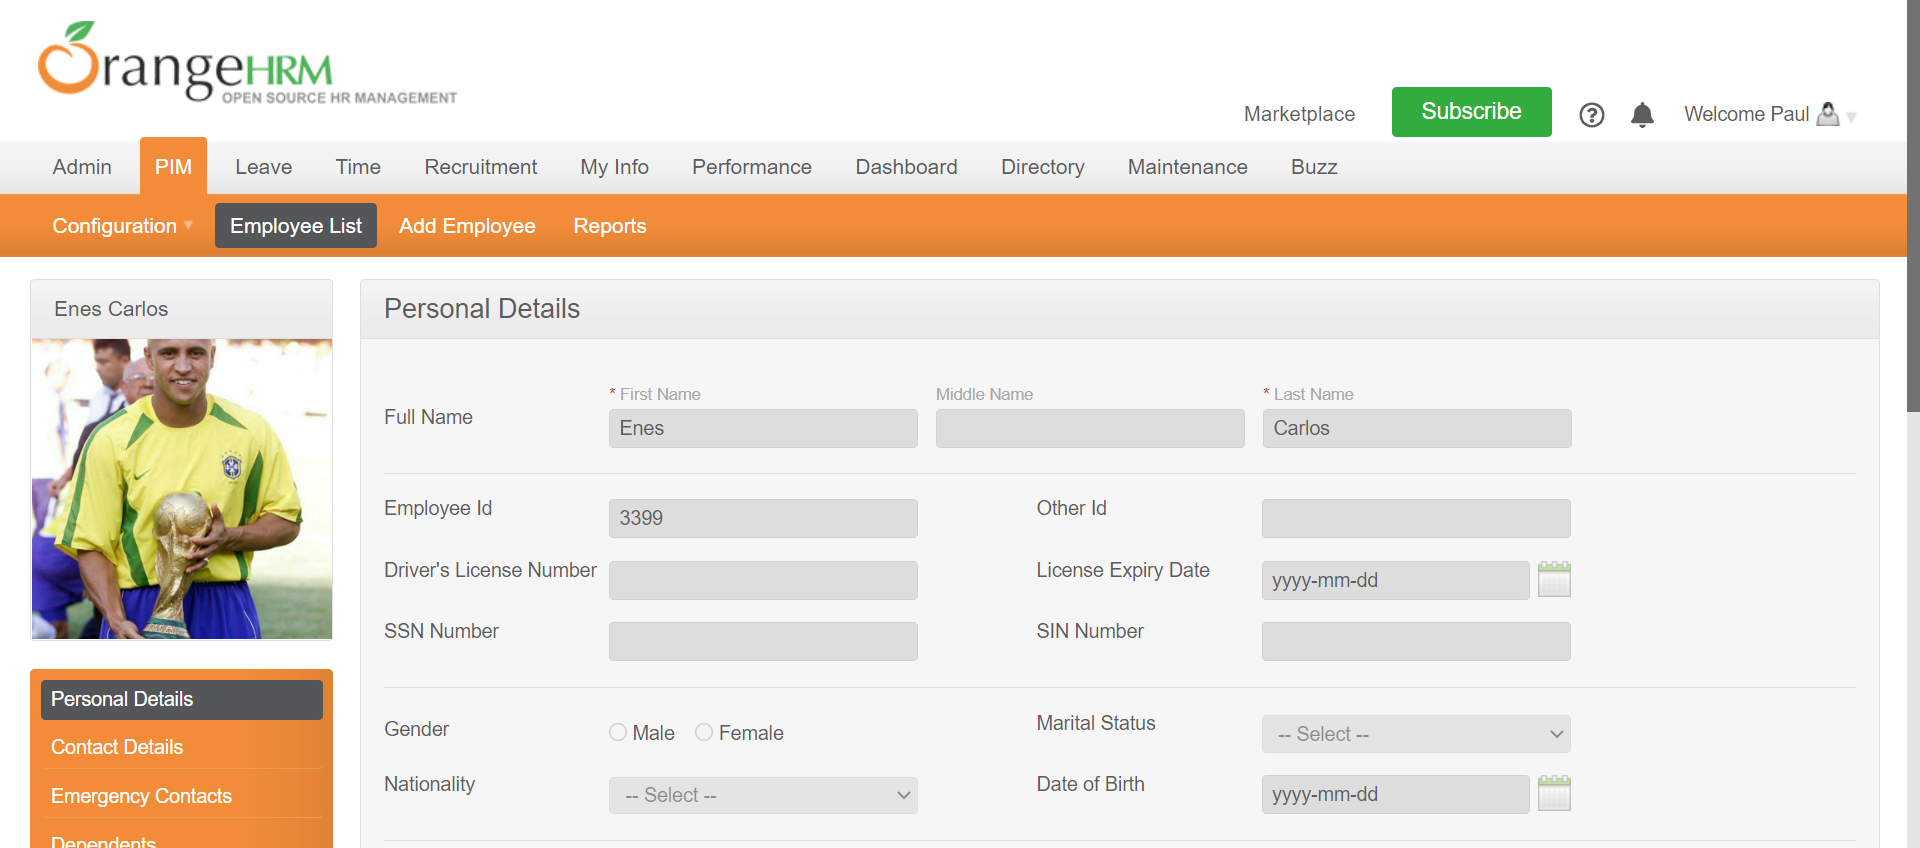 OrangeHRM
OPEN SOURCE HR MANAGEMENT
Marketplace Subscribe Welcome Paul
Admin PIM Leave Time Recruitment My Info Performance Dashboard Directory Maintenance Buzz
Configuration Employee List Add Employee Reports
Enes Carlos
Personal Details
* First Name Middle Name * Last Name
Full Name
Enes Carlos
Employee Id 3399 Other Id
Driver's License Number License Expiry Date yyyy-mm-dd
SSN Number SIN Number
Gender Male Female Marital Status -- Select --
Nationality -- Select -- Date of Birth yyyy-mm-dd
Personal Details
Contact Details
Emergency Contacts
Dependents